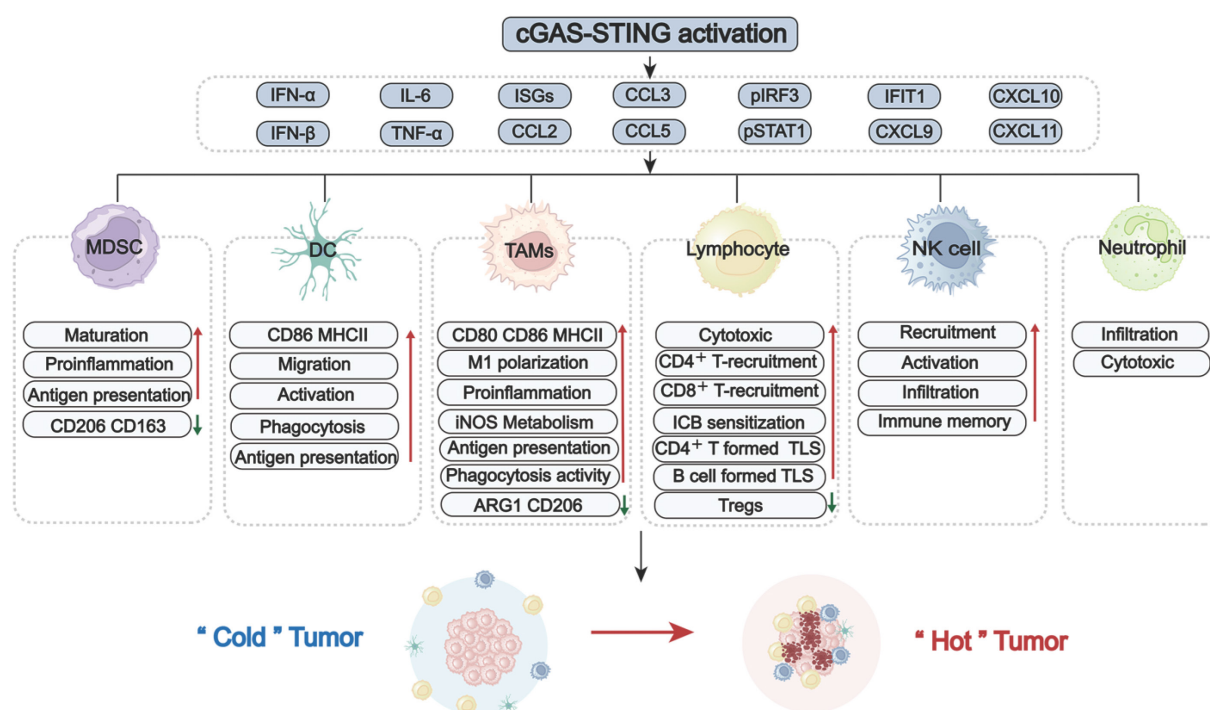 cGAS-STING activation
IFN-α IL-6 ISGs CCL3 pIRF3 IFIT1 CXCL10
IFN-β TNF-α CCL2 CCL5 pSTAT1 CXCL9 CXCL11
MDSC
Maturation
Proinflammation
Antigen presentation
CD206 CD163
DC
CD86 MHCII
Migration
Activation
Phagocytosis
Antigen presentation
TAMs
CD80 CD86 MHCII
M1 polarization
Proinflammation
iNOS Metabolism
Antigen presentation
Phagocytosis activity
ARG1 CD206
Lymphocyte
Cytotoxic
CD4⁺ T-recruitment
CD8⁺ T-recruitment
ICB sensitization
CD4⁺ T formed TLS
B cell formed TLS
Tregs
NK cell
Recruitment
Activation
Infiltration
Immune memory
Neutrophil
Infiltration
Cytotoxic
“ Cold ” Tumor
“ Hot ” Tumor